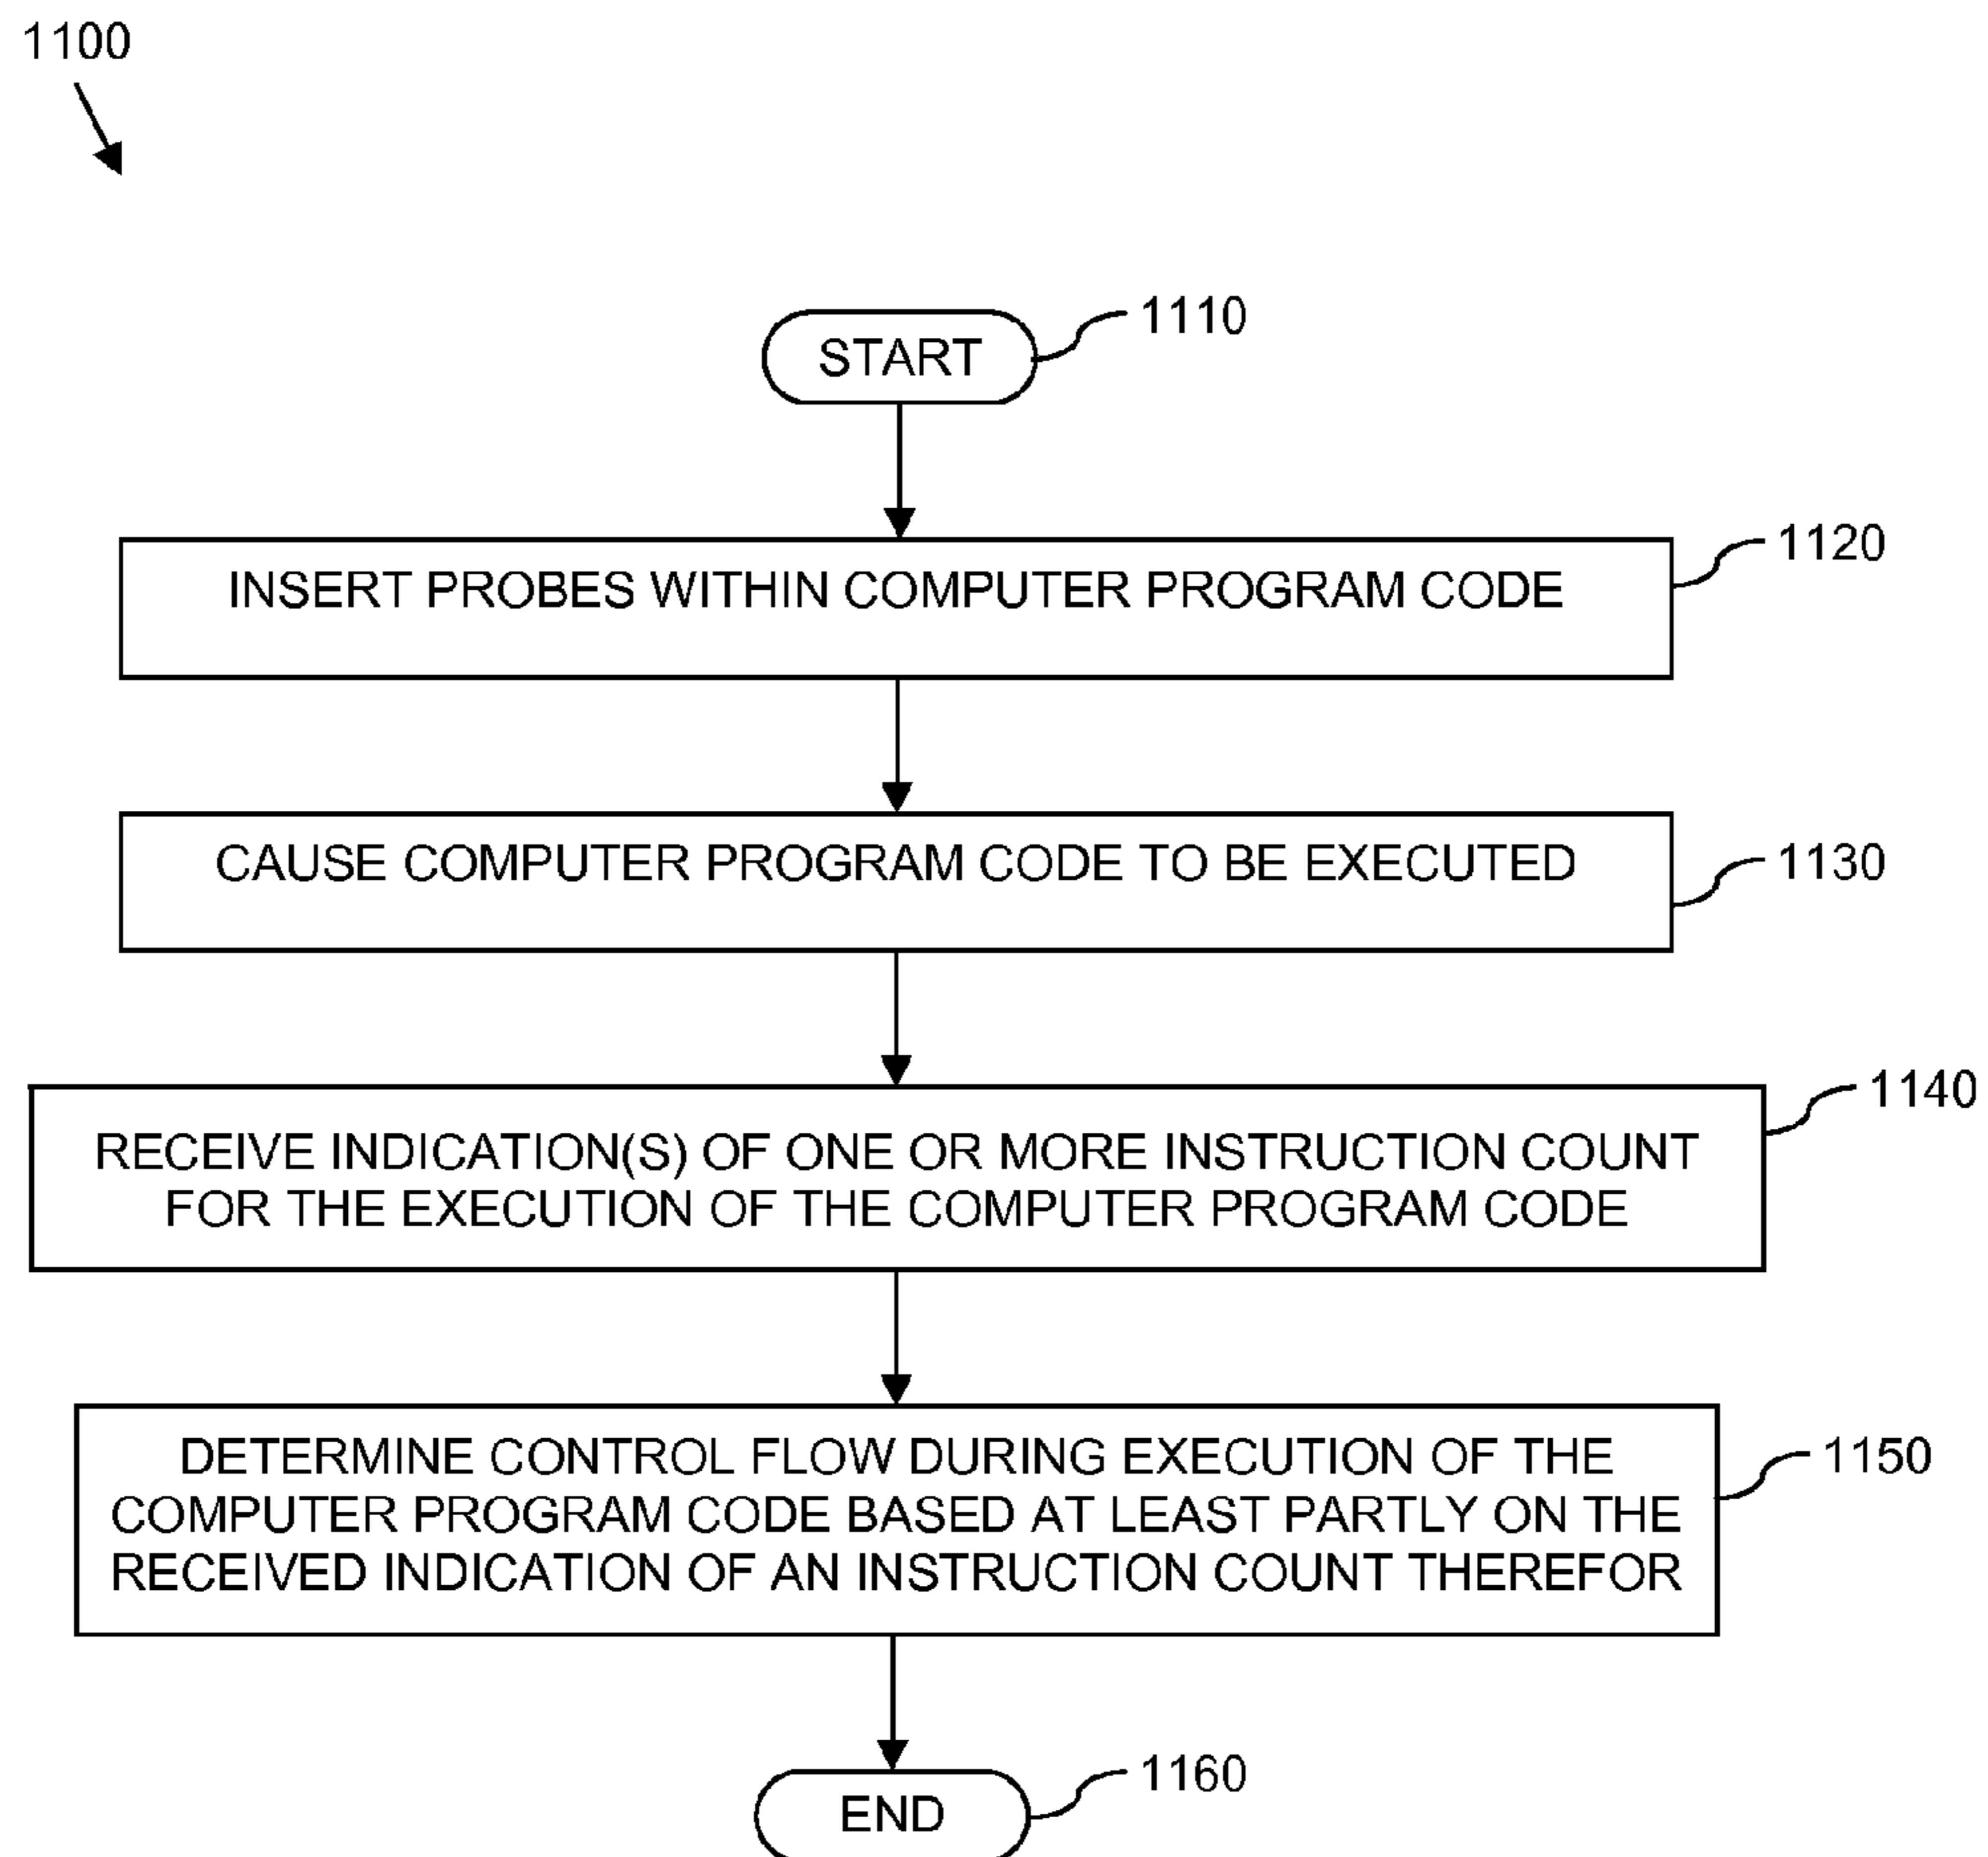 1100
START
1110
INSERT PROBES WITHIN COMPUTER PROGRAM CODE
1120
CAUSE COMPUTER PROGRAM CODE TO BE EXECUTED
1130
RECEIVE INDICATION(S) OF ONE OR MORE INSTRUCTION COUNT
FOR THE EXECUTION OF THE COMPUTER PROGRAM CODE
1140
DETERMINE CONTROL FLOW DURING EXECUTION OF THE
COMPUTER PROGRAM CODE BASED AT LEAST PARTLY ON THE
RECEIVED INDICATION OF AN INSTRUCTION COUNT THEREFOR
1150
END
1160